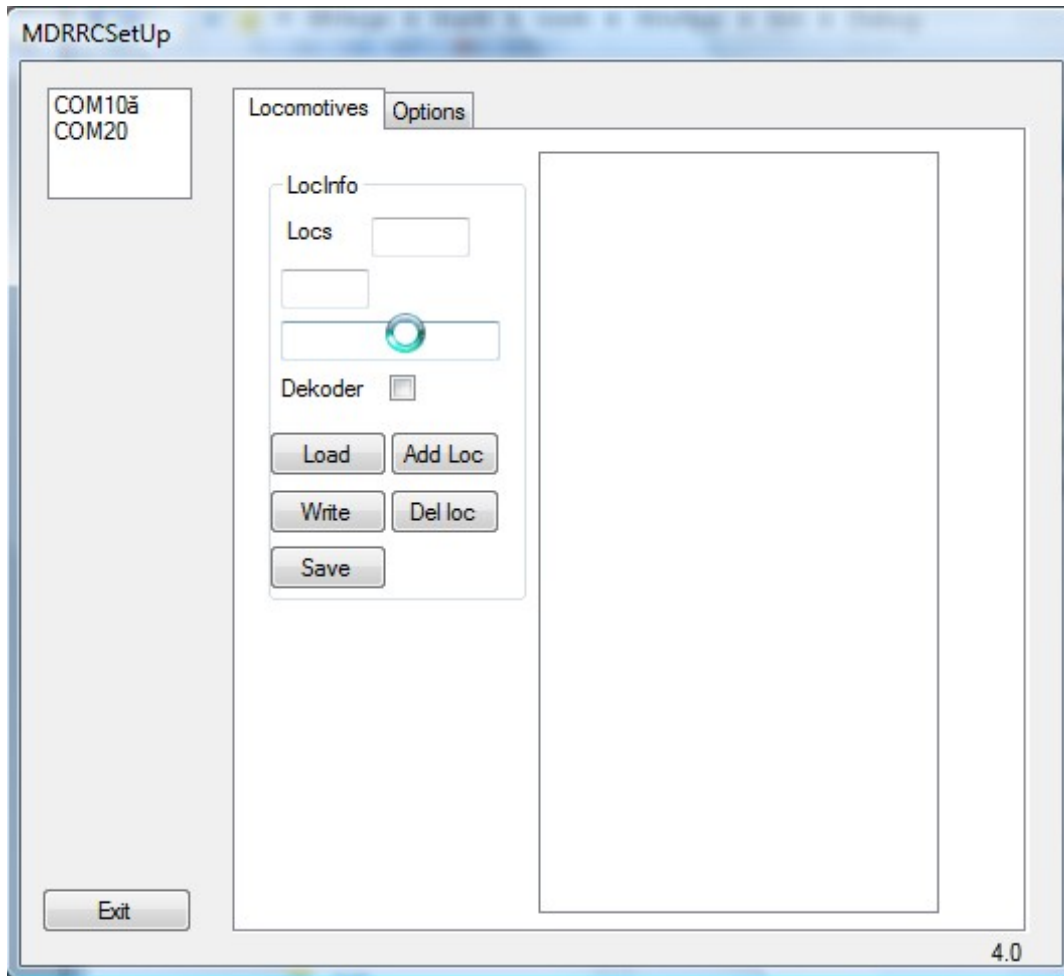 MDRRCSetUp
COM10ă
COM20
Locomotives
Options
LocInfo
Locs
Dekoder
Load
Add Loc
Write
Del loc
Save
Exit
4.0